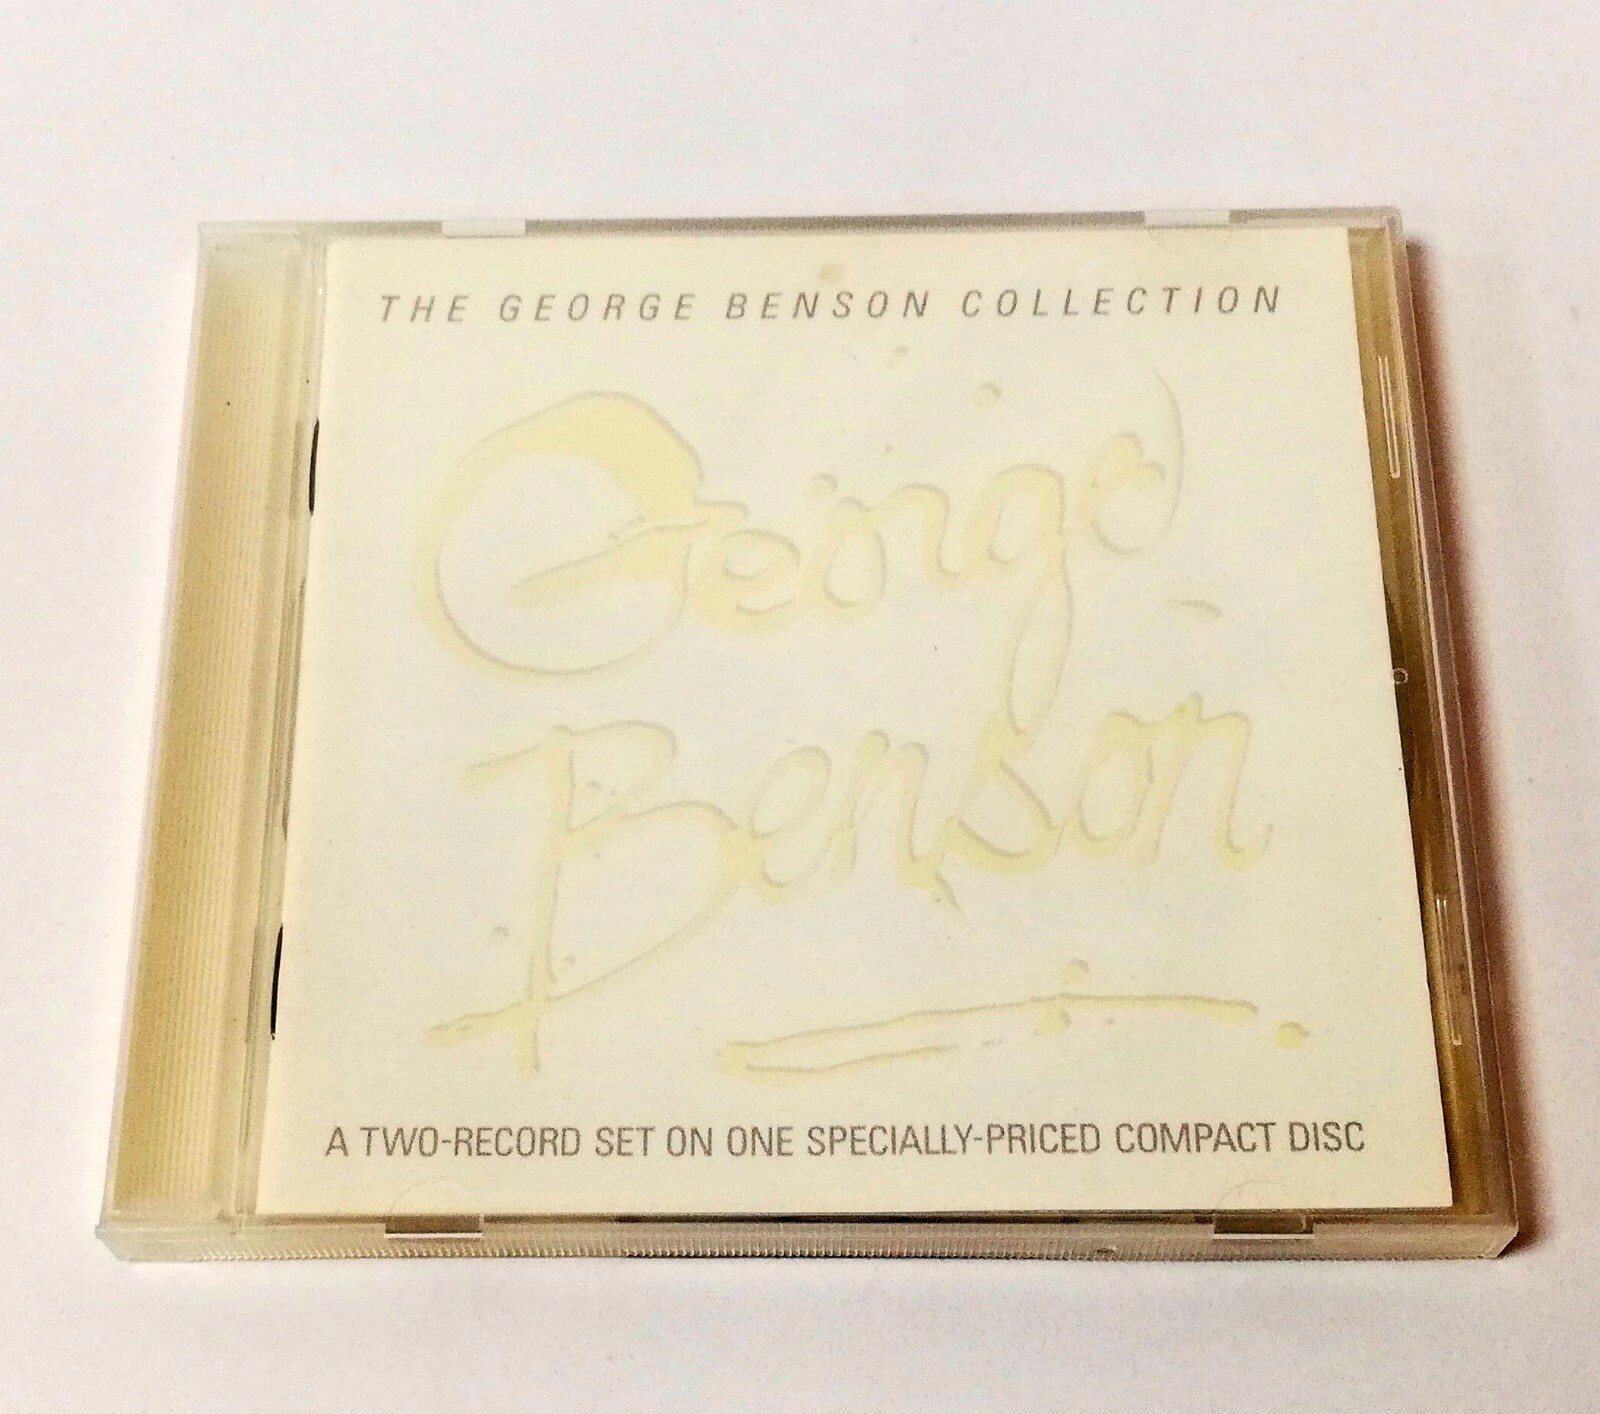 THE GEORGE BENSON COLLECTION
George
Benson
A TWO-RECORD SET ON ONE SPECIALLY-PRICED COMPACT DISC